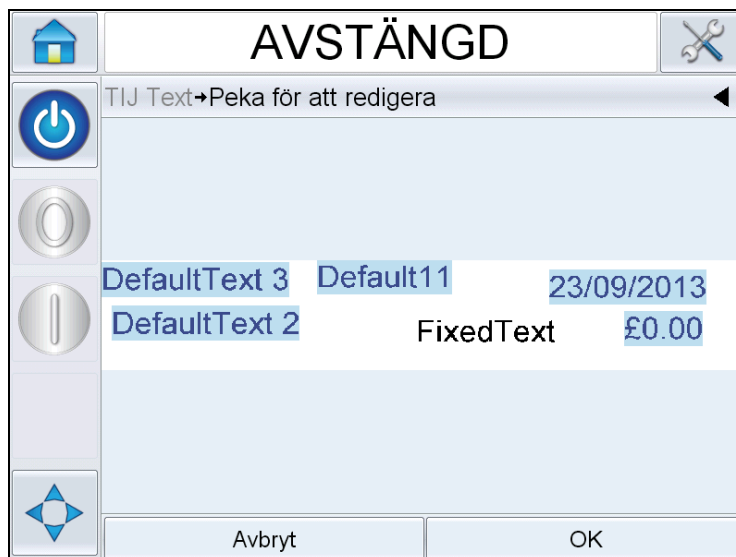 AVSTÄNGD
TIJ Text→Peka för att redigera
DefaultText 3 Default11 23/09/2013
DefaultText 2 FixedText £0.00
Avbryt OK